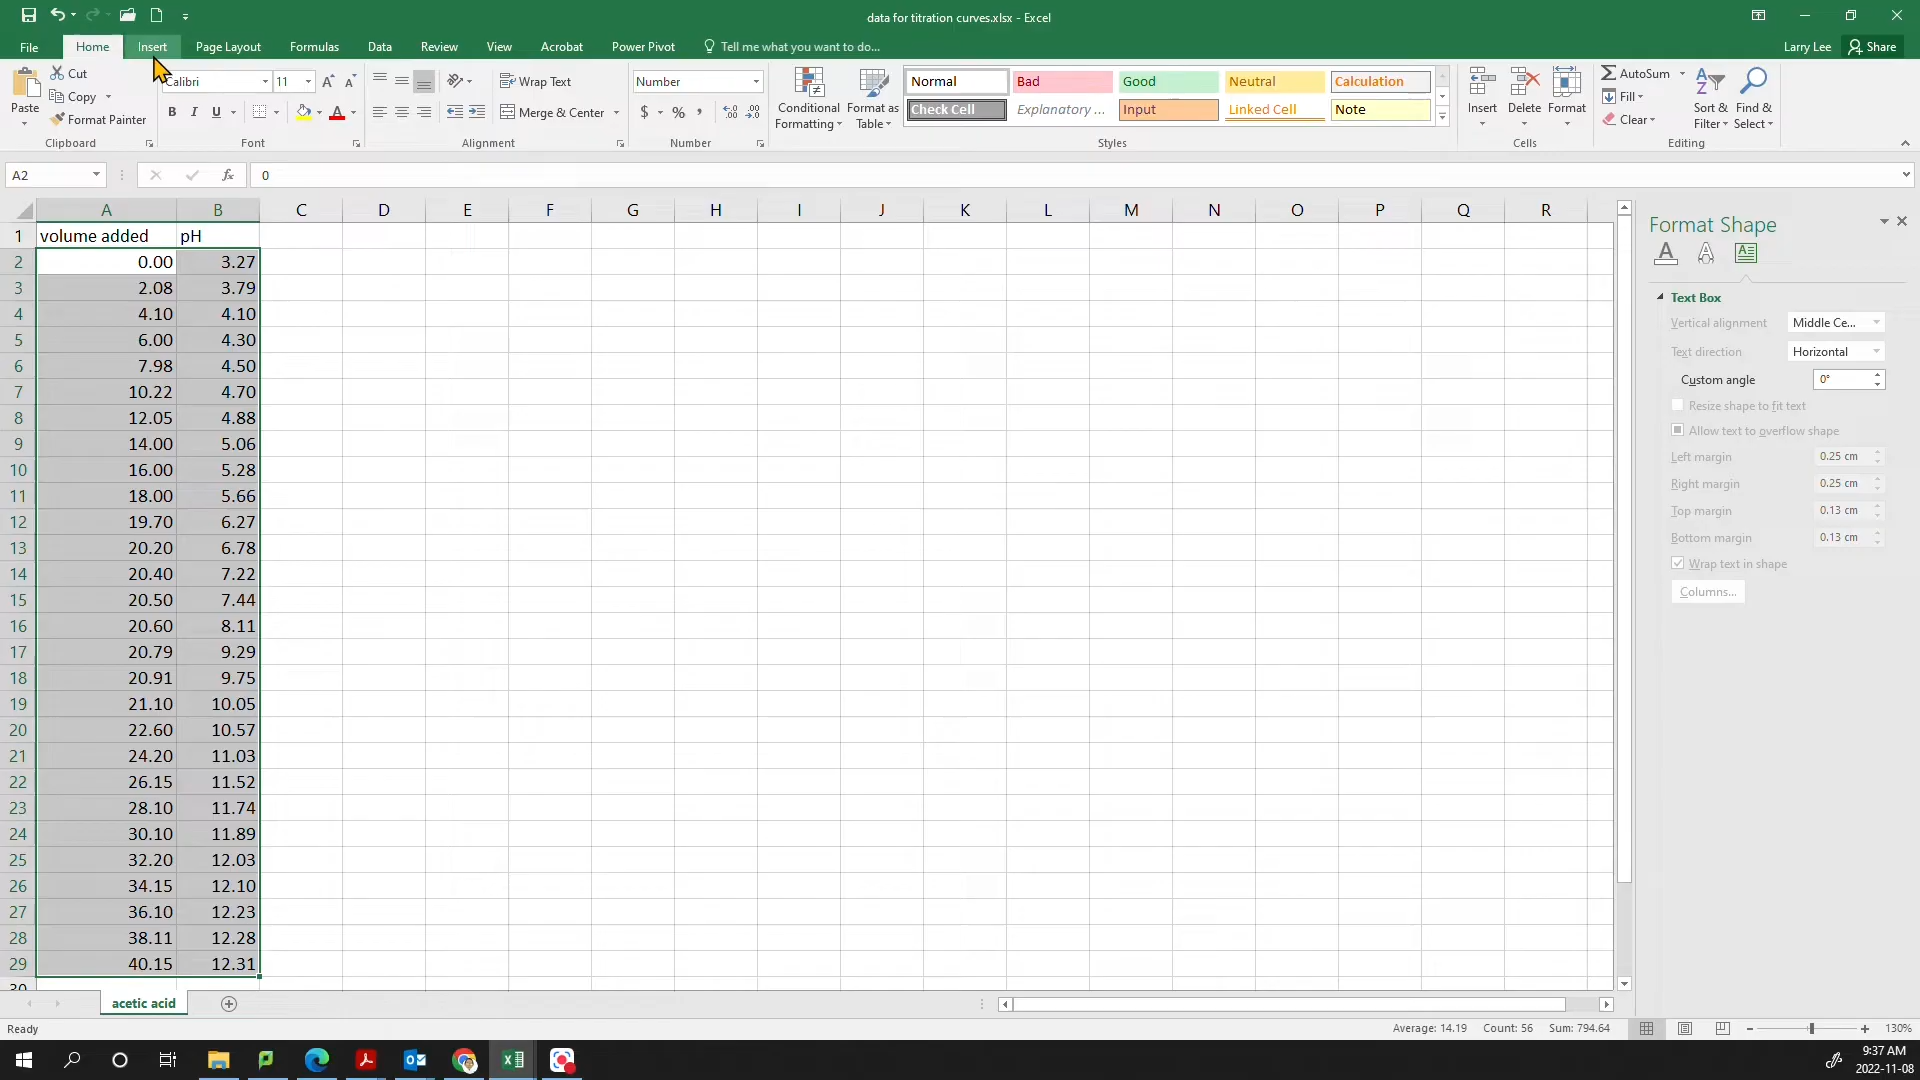 data for titration curves.xlsx - Excel
File Home Insert Page Layout Formulas Data Review View Acrobat Power Pivot Tell me what you want to do... Larry Lee Share
Paste
Cut
Copy
Format Painter
Clipboard
Calibri 11
B I U A
Font
Wrap Text
Merge & Center
Alignment
Number
$ % ,
Number
Conditional Formatting
Format as Table
Normal Bad Good Neutral Calculation
Check Cell Explanatory ... Input Linked Cell Note
Styles
Insert Delete Format
Cells
AutoSum
Fill
Clear
Sort & Filter
Find & Select
Editing
A2 fx 0
A B C D E F G H I J K L M N O P Q R
1 volume added pH
2 0.00 3.27
3 2.08 3.79
4 4.10 4.10
5 6.00 4.30
6 7.98 4.50
7 10.22 4.70
8 12.05 4.88
9 14.00 5.06
10 16.00 5.28
11 18.00 5.66
12 19.70 6.27
13 20.20 6.78
14 20.40 7.22
15 20.50 7.44
16 20.60 8.11
17 20.79 9.29
18 20.91 9.75
19 21.10 10.05
20 22.60 10.57
21 24.20 11.03
22 26.15 11.52
23 28.10 11.74
24 30.10 11.89
25 32.20 12.03
26 34.15 12.10
27 36.10 12.23
28 38.11 12.28
29 40.15 12.31
30
Format Shape
Text Box
Vertical alignment Middle Ce...
Text direction Horizontal
Custom angle 0°
Resize shape to fit text
Allow text to overflow shape
Left margin 0.25 cm
Right margin 0.25 cm
Top margin 0.13 cm
Bottom margin 0.13 cm
Wrap text in shape
Columns...
acetic acid
Ready Average: 14.19 Count: 56 Sum: 794.64 130%
9:37 AM
2022-11-08